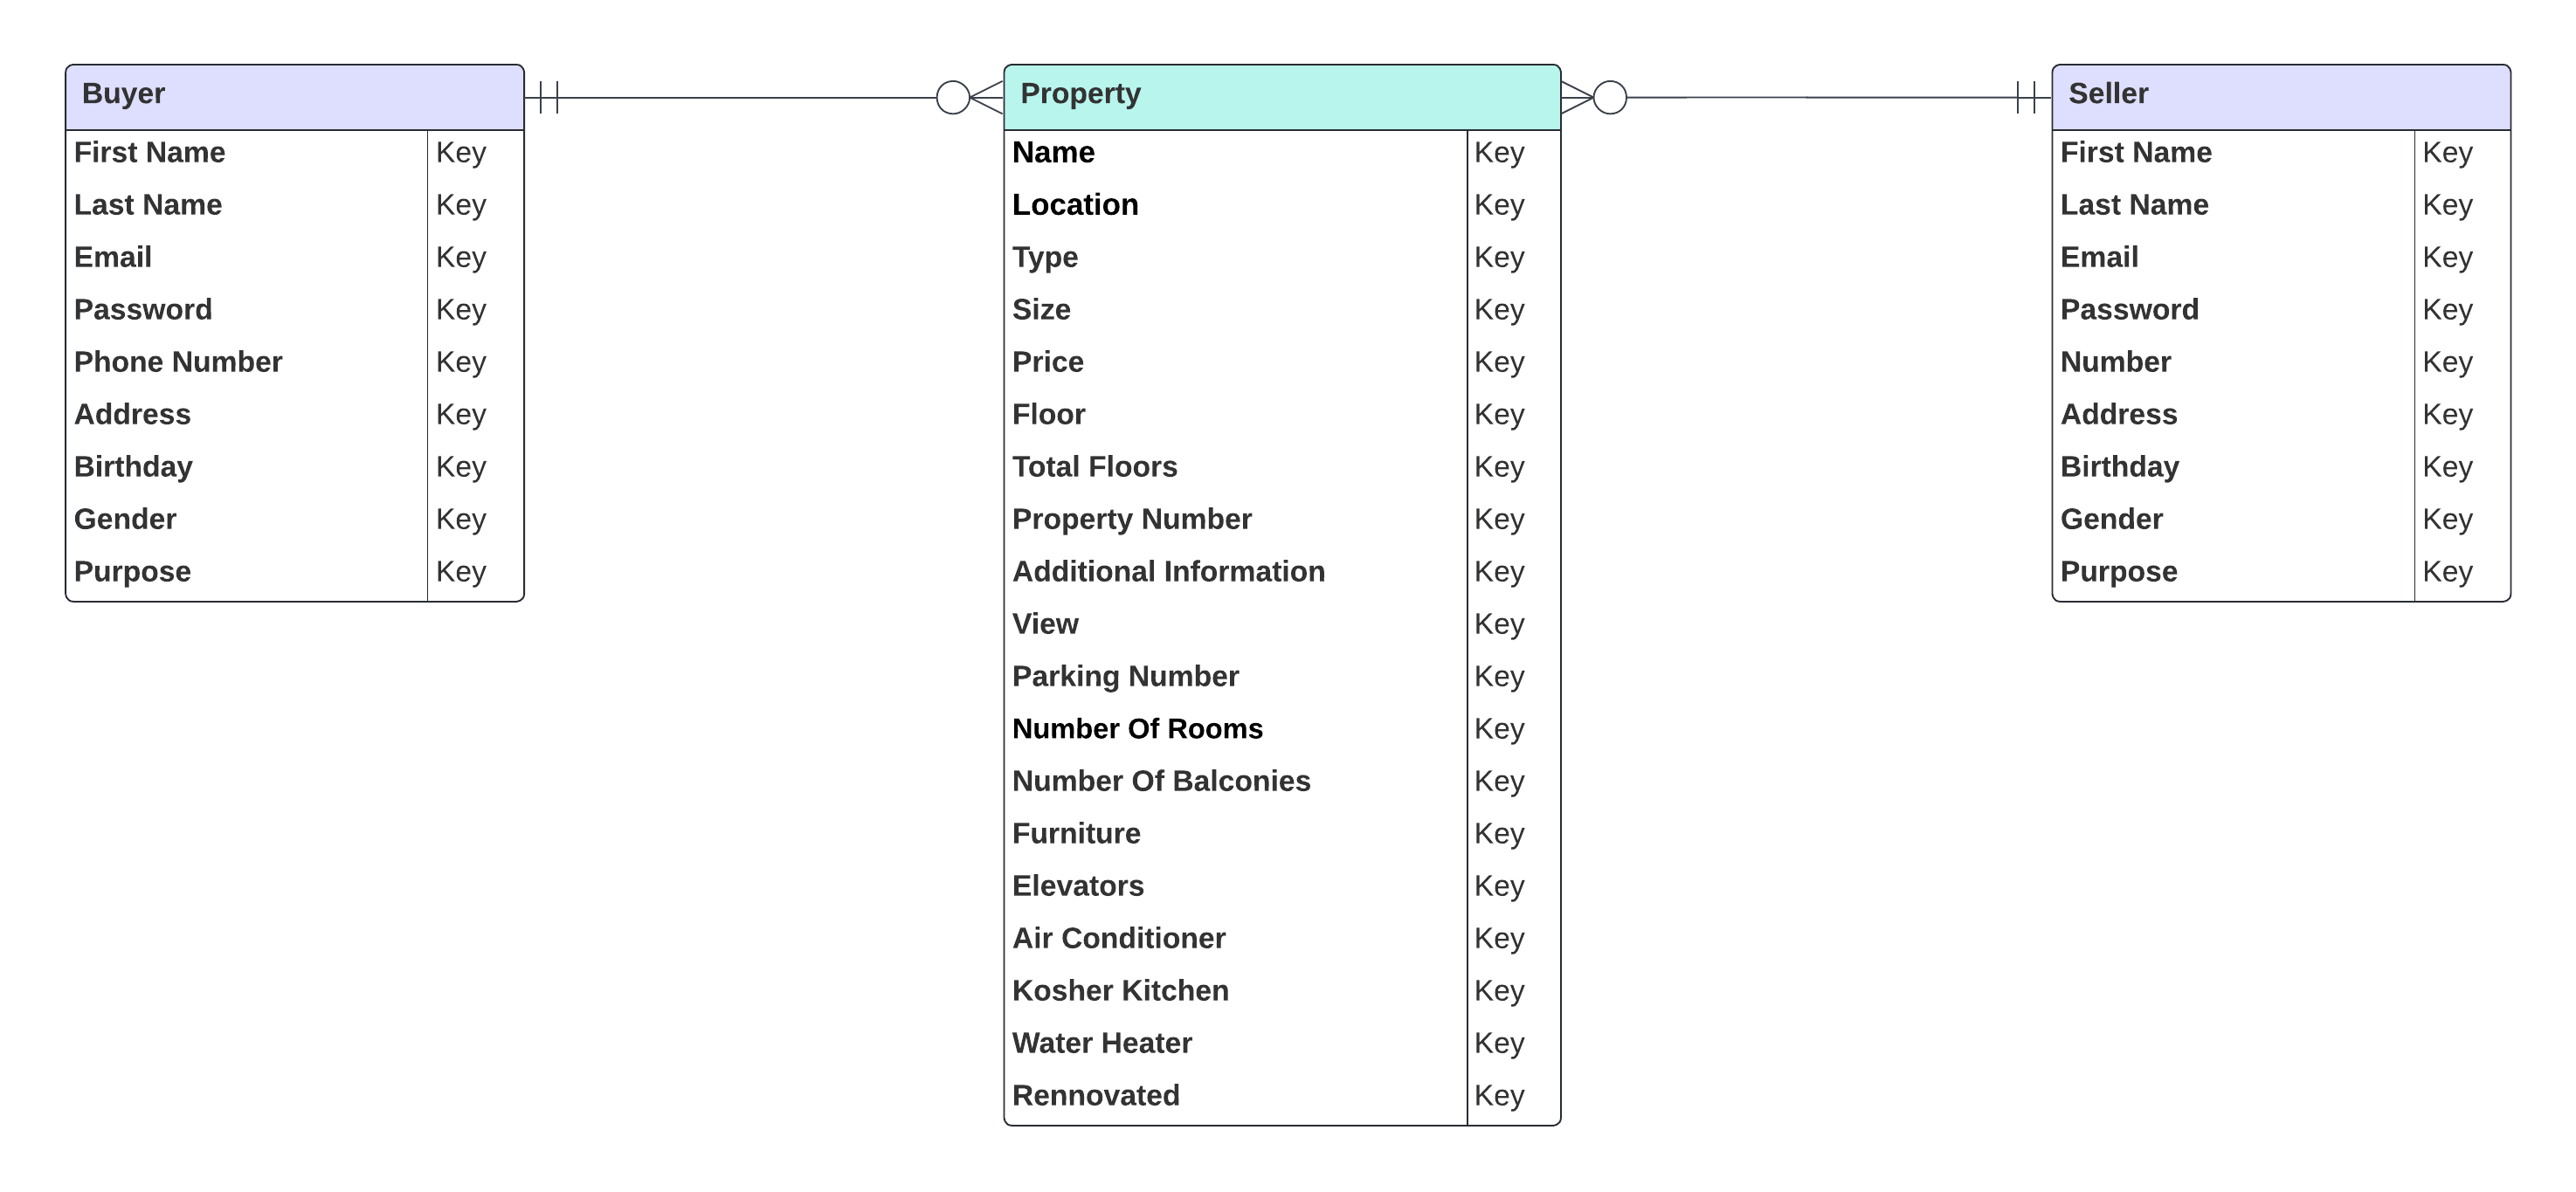 Buyer
First Name Key
Last Name Key
Email Key
Password Key
Phone Number Key
Address Key
Birthday Key
Gender Key
Purpose Key
Property
Name Key
Location Key
Type Key
Size Key
Price Key
Floor Key
Total Floors Key
Property Number Key
Additional Information Key
View Key
Parking Number Key
Number Of Rooms Key
Number Of Balconies Key
Furniture Key
Elevators Key
Air Conditioner Key
Kosher Kitchen Key
Water Heater Key
Rennovated Key
Seller
First Name Key
Last Name Key
Email Key
Password Key
Number Key
Address Key
Birthday Key
Gender Key
Purpose Key